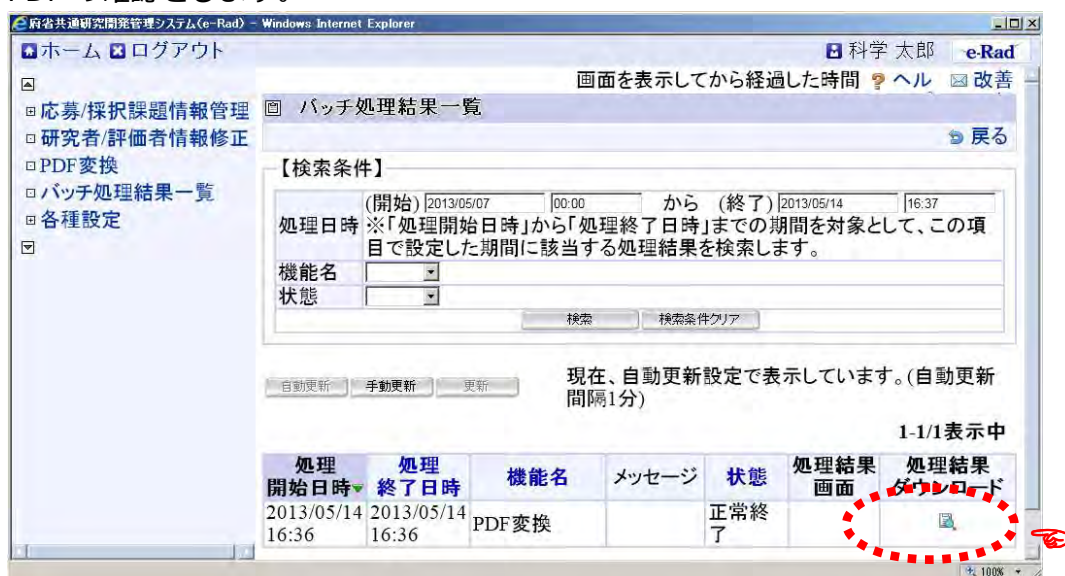 府省共通研究開発管理システム(e-Rad) - Windows Internet Explorer
ホーム ログアウト 科学 太郎 e-Rad
画面を表示してから経過した時間 ヘル 改善
応募/採択課題情報管理
研究者/評価者情報修正
PDF変換
バッチ処理結果一覧
各種設定
バッチ処理結果一覧
戻る
【検索条件】
処理日時 (開始) 2013/05/07 00:00 から (終了) 2013/05/14 16:37
※「処理開始日時」から「処理終了日時」までの期間を対象として、この項
目で設定した期間に該当する処理結果を検索します。
機能名
状態
検索 検索条件クリア
自動更新 手動更新 更新
現在、自動更新設定で表示しています。(自動更新
間隔1分)
1-1/1表示中
処理 処理 機能名 メッセージ 状態 処理結果 処理結果
開始日時 終了日時 画面 ダウンロード
2013/05/14 2013/05/14 PDF変換 正常終
16:36 16:36 了
100%